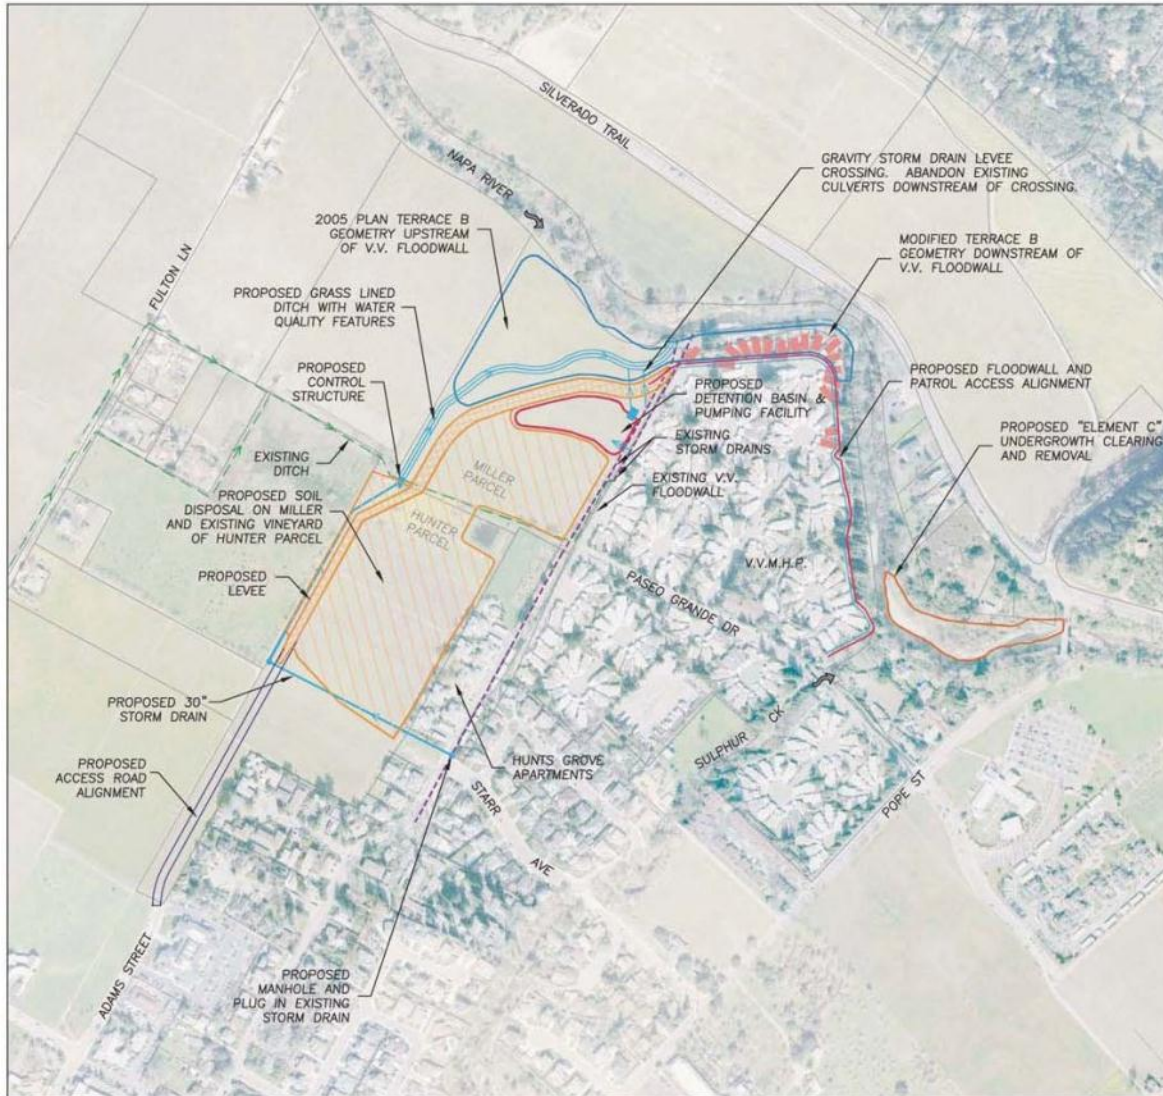 SILVERADO TRAIL
NAPA RIVER
GRAVITY STORM DRAIN LEVEE
CROSSING. ABANDON EXISTING
CULVERTS DOWNSTREAM OF CROSSING.
2005 PLAN TERRACE B
GEOMETRY UPSTREAM
OF V.V. FLOODWALL
MODIFIED TERRACE B
GEOMETRY DOWNSTREAM OF
V.V. FLOODWALL
FULTON LN
PROPOSED GRASS LINED
DITCH WITH WATER
QUALITY FEATURES
PROPOSED
CONTROL
STRUCTURE
PROPOSED FLOODWALL AND
PATROL ACCESS ALIGNMENT
PROPOSED
DETENTION BASIN &
PUMPING FACILITY
PROPOSED "ELEMENT C"
UNDERGROWTH CLEARING
AND REMOVAL
EXISTING
STORM DRAINS
EXISTING
DITCH
MILLER
PARCEL
EXISTING V.V.
FLOODWALL
PROPOSED SOIL
DISPOSAL ON MILLER
AND EXISTING VINEYARD
OF HUNTER PARCEL
HUNTER
PARCEL
V.V.M.H.P.
PROPOSED
LEVEE
PASEO GRANDE DR
PROPOSED 30"
STORM DRAIN
SULPHUR CK
HUNTS GROVE
APARTMENTS
PROPOSED
ACCESS ROAD
ALIGNMENT
STARR AVE
POPE ST
ADAMS STREET
PROPOSED
MANHOLE AND
PLUG IN EXISTING
STORM DRAIN